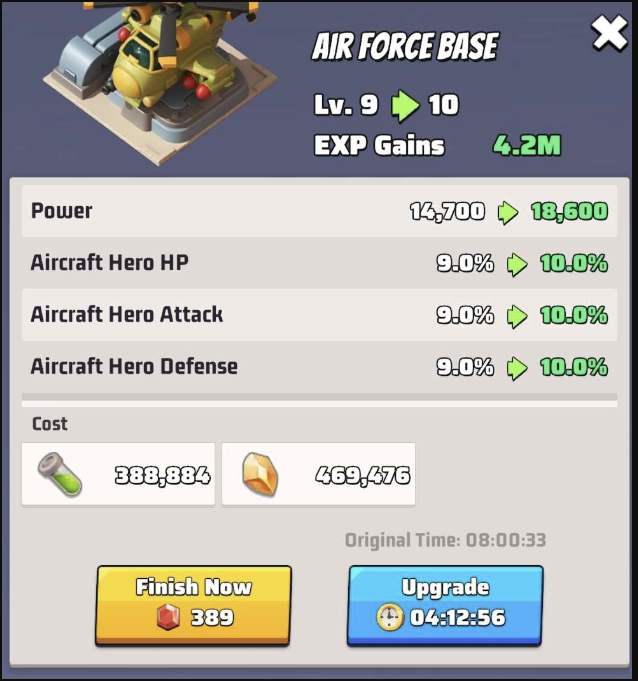 AIR FORCE BASE
Lv. 9 10
EXP Gains 4.2M
Power 14,700 18,600
Aircraft Hero HP 9.0% 10.0%
Aircraft Hero Attack 9.0% 10.0%
Aircraft Hero Defense 9.0% 10.0%
Cost
388,884 469,476
Original Time: 08:00:33
Finish Now Upgrade
389 04:12:56